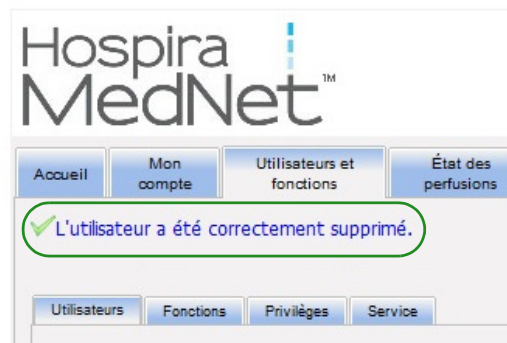 Hospira
MedNet™
Accueil
Mon
compte
Utilisateurs et
fonctions
État des
perfusions
L'utilisateur a été correctement supprimé.
Utilisateurs
Fonctions
Privilèges
Service